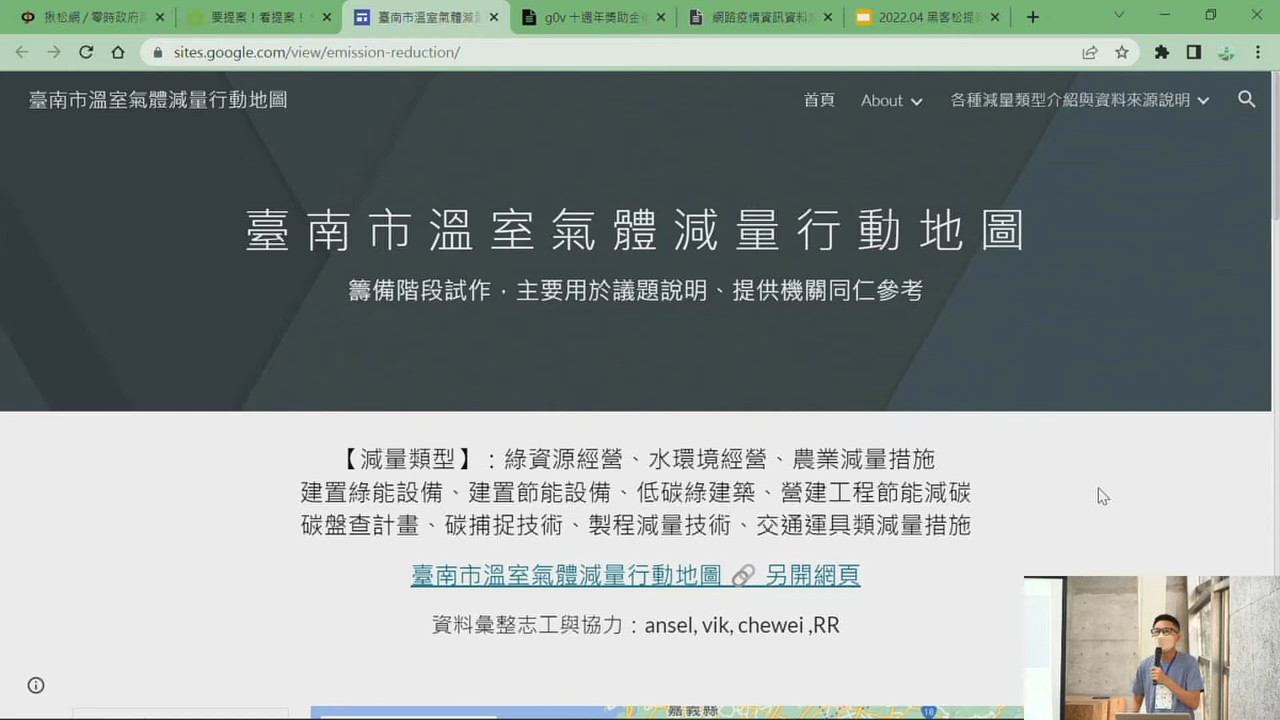 揪松網 / 零時政府
要提案！看提案！
臺南市溫室氣體減
g0v 十週年獎助金
網路疫情資訊資料
2022.04 黑客松提
sites.google.com/view/emission-reduction/
臺南市溫室氣體減量行動地圖
首頁
About
各種減量類型介紹與資料來源說明
臺南市溫室氣體減量行動地圖
籌備階段試作，主要用於議題說明、提供機關同仁參考
【減量類型】：綠資源經營、水環境經營、農業減量措施
建置綠能設備、建置節能設備、低碳綠建築、營建工程節能減碳
碳盤查計畫、碳捕捉技術、製程減量技術、交通運具類減量措施
臺南市溫室氣體減量行動地圖 🔗 另開網頁
資料彙整志工與協力：ansel, vik, chewei ,RR
嘉義縣
18